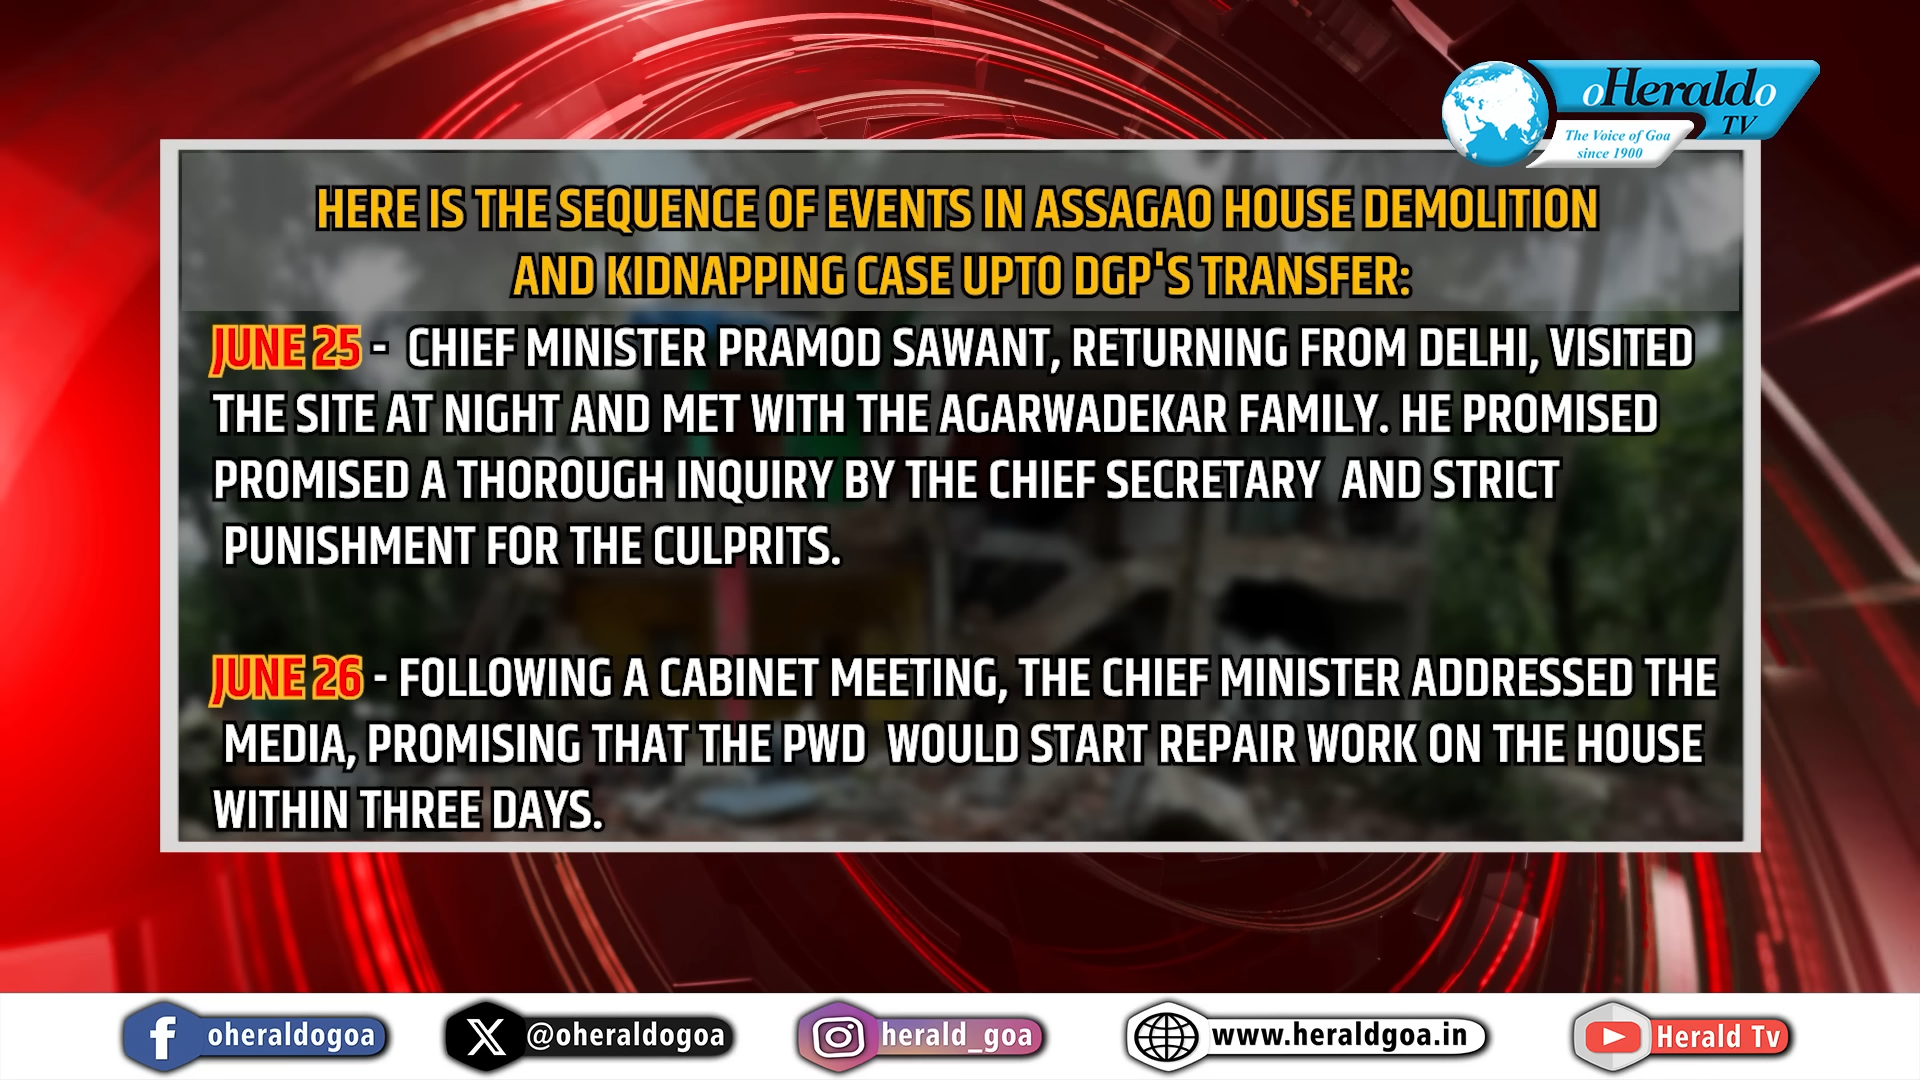 oHeraldo
TV
The Voice of Goa
since 1900
HERE IS THE SEQUENCE OF EVENTS IN ASSAGAO HOUSE DEMOLITION
AND KIDNAPPING CASE UPTO DGP'S TRANSFER:
JUNE 25 - CHIEF MINISTER PRAMOD SAWANT, RETURNING FROM DELHI, VISITED
THE SITE AT NIGHT AND MET WITH THE AGARWADEKAR FAMILY. HE PROMISED
PROMISED A THOROUGH INQUIRY BY THE CHIEF SECRETARY AND STRICT
PUNISHMENT FOR THE CULPRITS.
JUNE 26 - FOLLOWING A CABINET MEETING, THE CHIEF MINISTER ADDRESSED THE
MEDIA, PROMISING THAT THE PWD WOULD START REPAIR WORK ON THE HOUSE
WITHIN THREE DAYS.
oheraldogoa
@oheraldogoa
herald_goa
www.heraldgoa.in
Herald Tv